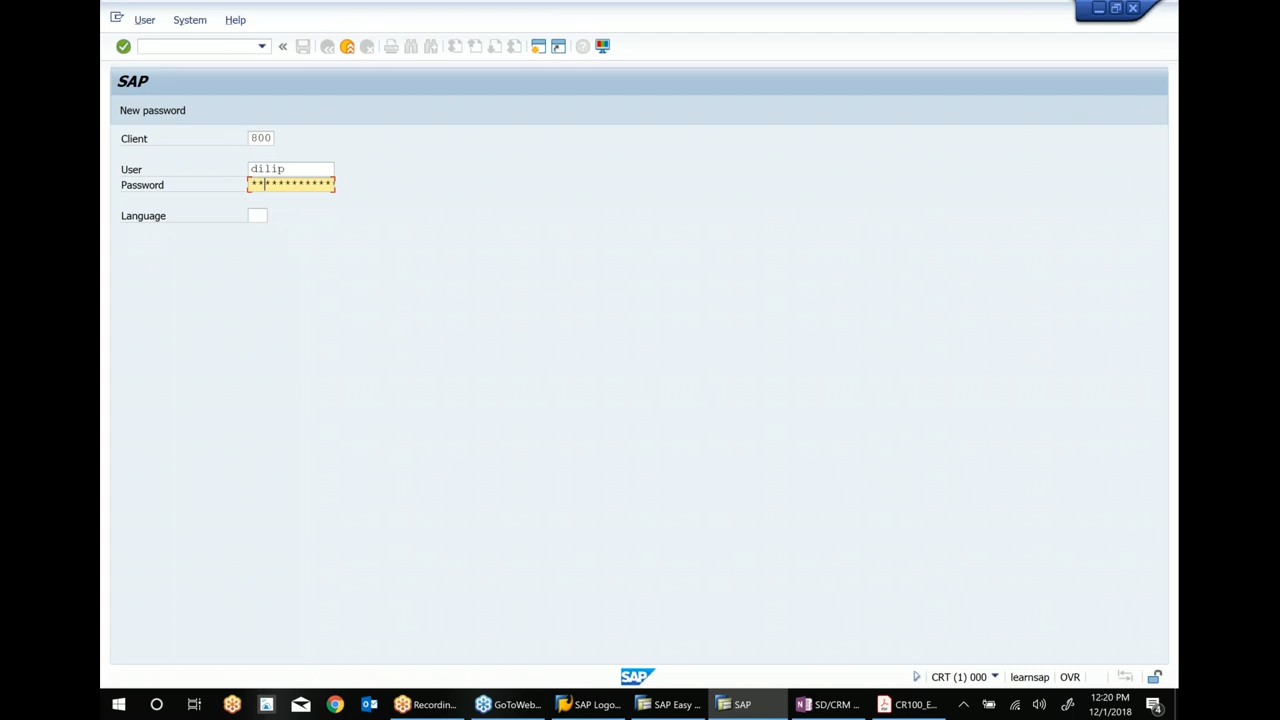 User System Help
SAP
New password
Client 800
User dilip
Password ************
Language
SAP
CRT (1) 000 learnsap OVR
Recordin... GoToWeb... SAP Logo... SAP Easy ... SAP SD/CRM ... CR100_E... 12:20 PM
12/1/2018